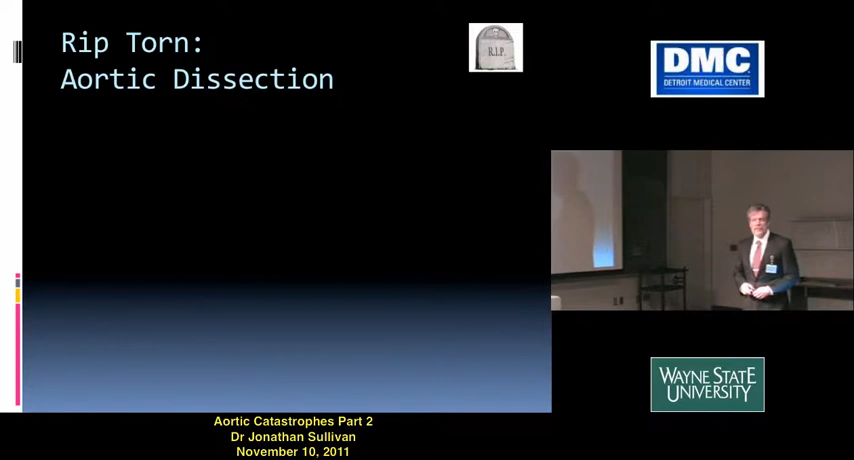 Rip Torn:
Aortic Dissection
R.I.P.
DMC
DETROIT MEDICAL CENTER
WAYNE STATE
UNIVERSITY
Aortic Catastrophes Part 2
Dr Jonathan Sullivan
November 10, 2011